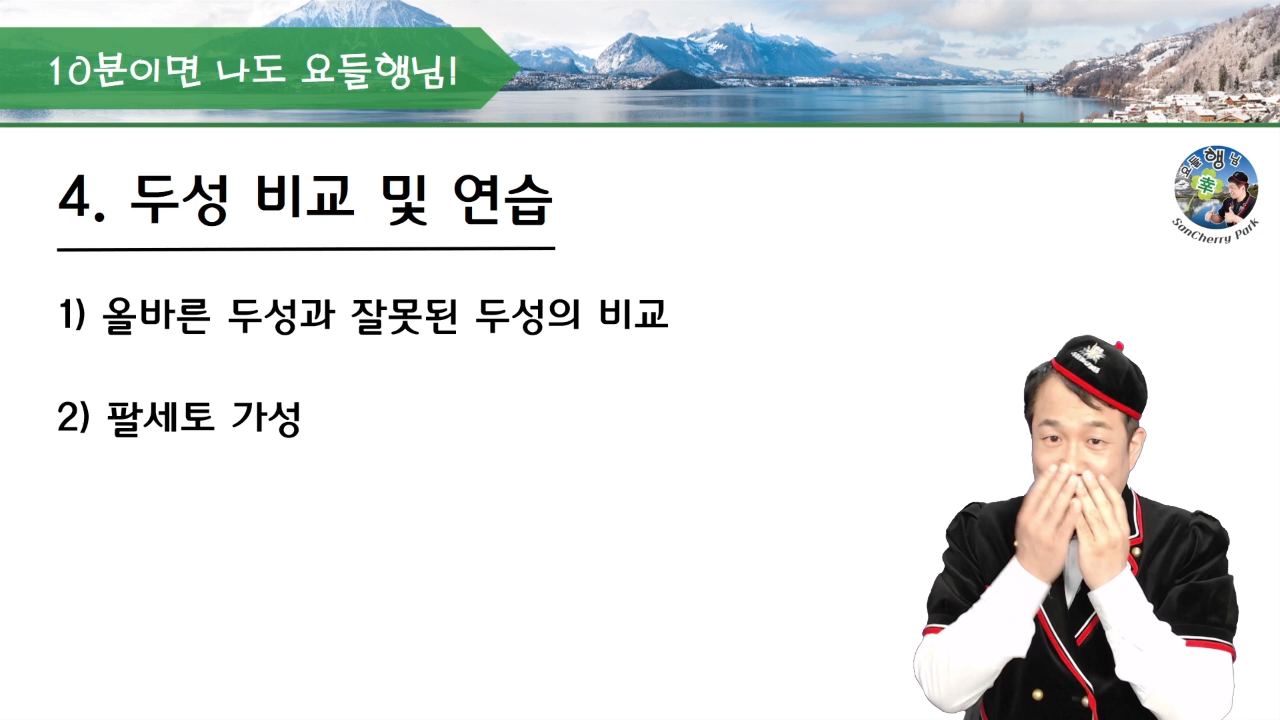 10분이면 나도 요들행님!
4. 두성 비교 및 연습
요들행님
幸
SanCherry Park
1) 올바른 두성과 잘못된 두성의 비교
2) 팔세토 가성